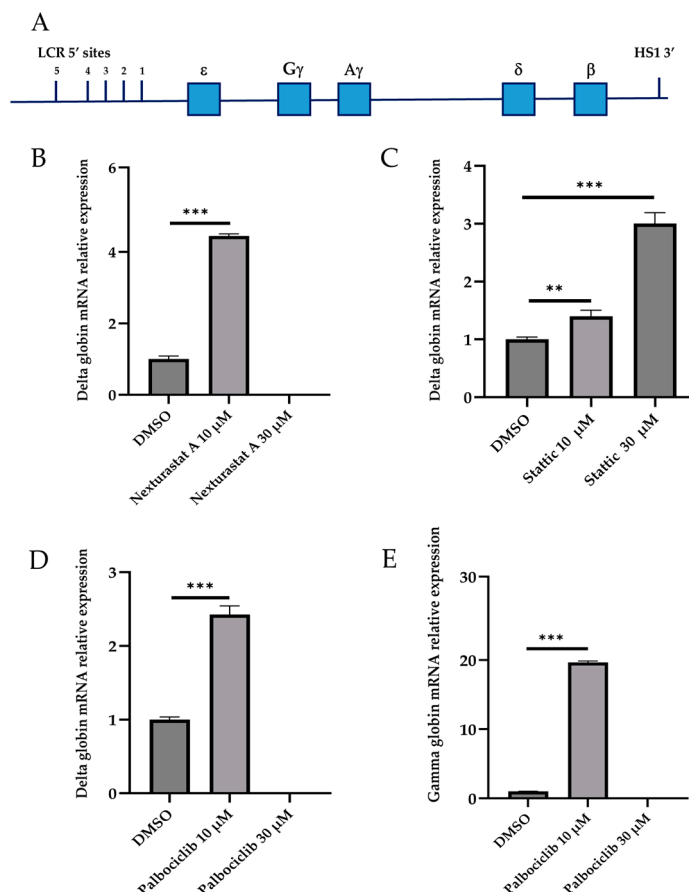 A
LCR 5′ sites
HS1 3′
5 4 3 2 1
ε Gγ Aγ δ β
B
Delta globin mRNA relative expression
6
4
2
0
***
DMSO
Nexturastat A 10 μM
Nexturastat A 30 μM
C
Delta globin mRNA relative expression
4
3
2
1
0
***
**
DMSO
Stattic 10 μM
Stattic 30 μM
D
Delta globin mRNA relative expression
3
2
1
0
***
DMSO
Palbociclib 10 μM
Palbociclib 30 μM
E
Gamma globin mRNA relative expression
30
20
10
0
***
DMSO
Palbociclib 10 μM
Palbociclib 30 μM